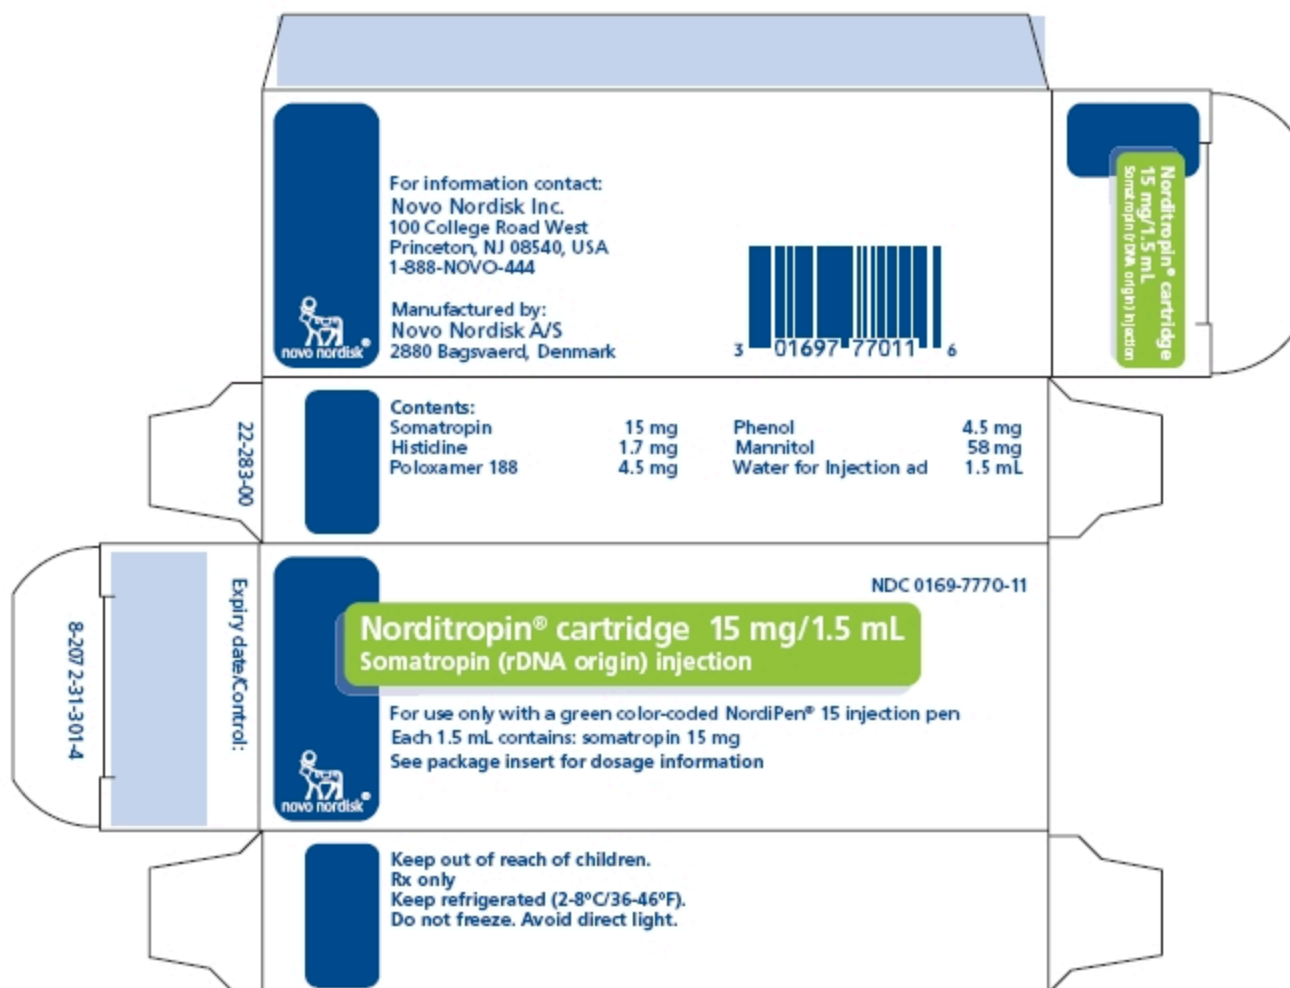 For information contact:
Novo Nordisk Inc.
100 College Road West
Princeton, NJ 08540, USA
1-888-NOVO-444
Manufactured by:
Novo Nordisk A/S
2880 Bagsvaerd, Denmark
novo nordisk®
3 01697 77011 6
Norditropin® cartridge
15 mg/1.5 mL
Somatropin (rDNA origin) injection
22-283-00
Contents:
Somatropin 15 mg Phenol 4.5 mg
Histidine 1.7 mg Mannitol 58 mg
Poloxamer 188 4.5 mg Water for Injection ad 1.5 mL
8-2072-31-301-4
Expiry date/Control:
NDC 0169-7770-11
Norditropin® cartridge 15 mg/1.5 mL
Somatropin (rDNA origin) injection
For use only with a green color-coded NordiPen® 15 injection pen
Each 1.5 mL contains: somatropin 15 mg
See package insert for dosage information
novo nordisk®
Keep out of reach of children.
Rx only
Keep refrigerated (2-8ºC/36-46ºF).
Do not freeze. Avoid direct light.